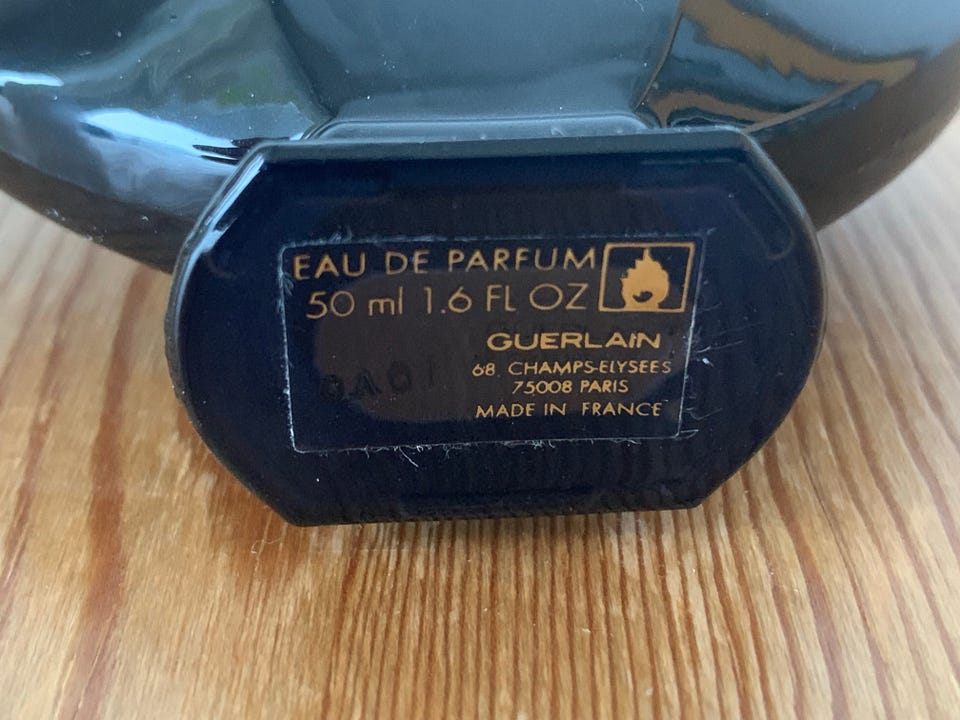 EAU DE PARFUM
50 ml 1.6 FL OZ
GUERLAIN
68, CHAMPS-ELYSEES
75008 PARIS
MADE IN FRANCE